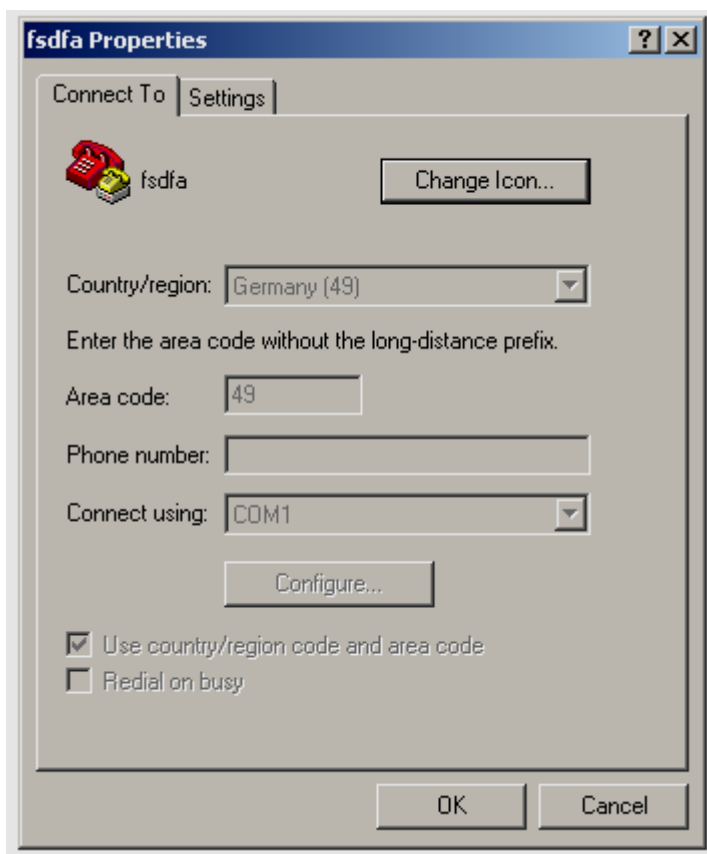 fsdfa Properties
Connect To Settings
fsdfa Change Icon...
Country/region: Germany (49)
Enter the area code without the long-distance prefix.
Area code: 49
Phone number:
Connect using: COM1
Configure...
Use country/region code and area code
Redial on busy
OK Cancel